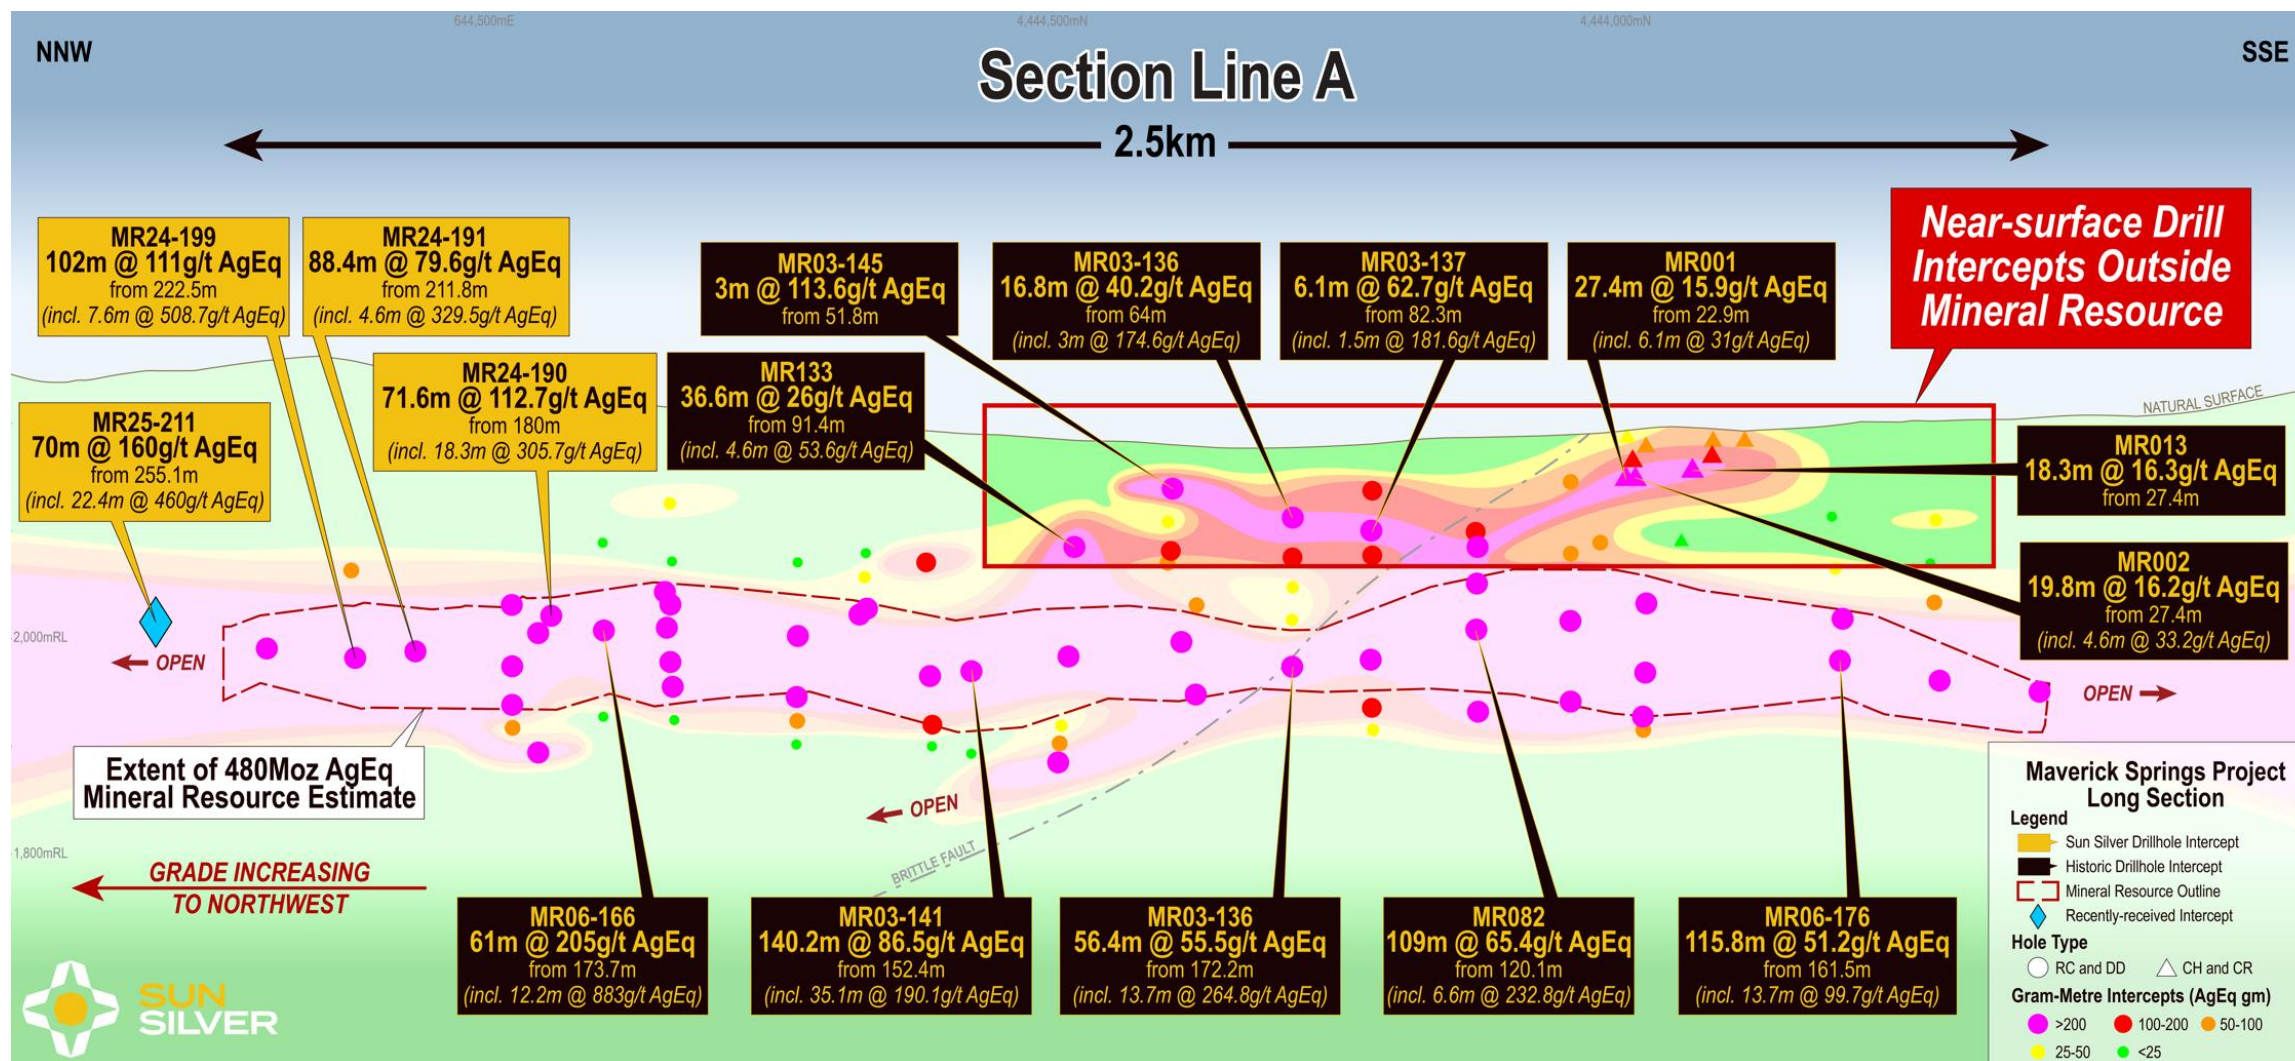 644,500mE
4,444,500mN
4,444,000mN
NNW
SSE
Section Line A
2.5km
Near-surface Drill
Intercepts Outside
Mineral Resource
MR24-199
102m @ 111g/t AgEq
from 222.5m
(incl. 7.6m @ 508.7g/t AgEq)
MR24-191
88.4m @ 79.6g/t AgEq
from 211.8m
(incl. 4.6m @ 329.5g/t AgEq)
MR03-145
3m @ 113.6g/t AgEq
from 51.8m
MR03-136
16.8m @ 40.2g/t AgEq
from 64m
(incl. 3m @ 174.6g/t AgEq)
MR03-137
6.1m @ 62.7g/t AgEq
from 82.3m
(incl. 1.5m @ 181.6g/t AgEq)
MR001
27.4m @ 15.9g/t AgEq
from 22.9m
(incl. 6.1m @ 31g/t AgEq)
MR24-190
71.6m @ 112.7g/t AgEq
from 180m
(incl. 18.3m @ 305.7g/t AgEq)
MR133
36.6m @ 26g/t AgEq
from 91.4m
(incl. 4.6m @ 53.6g/t AgEq)
MR25-211
70m @ 160g/t AgEq
from 255.1m
(incl. 22.4m @ 460g/t AgEq)
NATURAL SURFACE
MR013
18.3m @ 16.3g/t AgEq
from 27.4m
MR002
19.8m @ 16.2g/t AgEq
from 27.4m
(incl. 4.6m @ 33.2g/t AgEq)
2,000mRL
OPEN
OPEN
Extent of 480Moz AgEq
Mineral Resource Estimate
OPEN
BRITTLE FAULT
1,800mRL
GRADE INCREASING
TO NORTHWEST
MR06-166
61m @ 205g/t AgEq
from 173.7m
(incl. 12.2m @ 883g/t AgEq)
MR03-141
140.2m @ 86.5g/t AgEq
from 152.4m
(incl. 35.1m @ 190.1g/t AgEq)
MR03-136
56.4m @ 55.5g/t AgEq
from 172.2m
(incl. 13.7m @ 264.8g/t AgEq)
MR082
109m @ 65.4g/t AgEq
from 120.1m
(incl. 6.6m @ 232.8g/t AgEq)
MR06-176
115.8m @ 51.2g/t AgEq
from 161.5m
(incl. 13.7m @ 99.7g/t AgEq)
SUN
SILVER
Maverick Springs Project
Long Section
Legend
Sun Silver Drillhole Intercept
Historic Drillhole Intercept
Mineral Resource Outline
Recently-received Intercept
Hole Type
RC and DD
CH and CR
Gram-Metre Intercepts (AgEq gm)
>200
100-200
50-100
25-50
<25